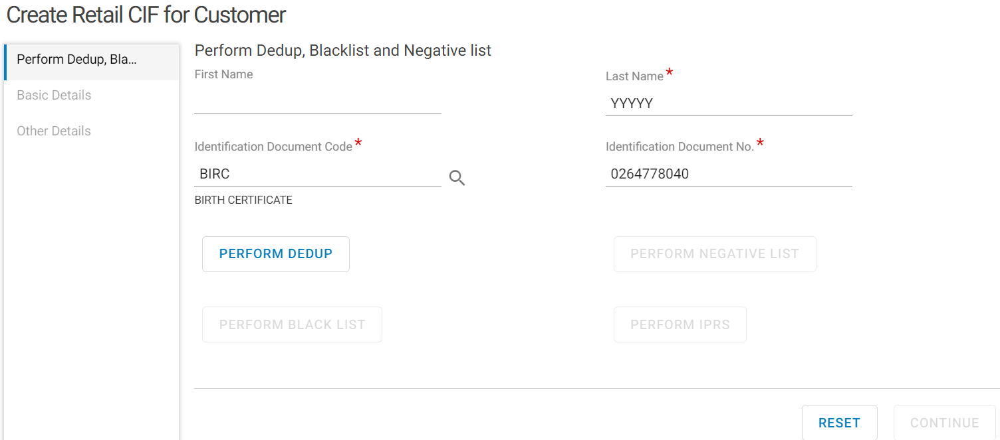 Create Retail CIF for Customer
Perform Dedup, Bla...
Basic Details
Other Details
Perform Dedup, Blacklist and Negative list
First Name
Last Name *
YYYYY
Identification Document Code *
BIRC
BIRTH CERTIFICATE
Identification Document No. *
0264778040
PERFORM DEDUP
PERFORM NEGATIVE LIST
PERFORM BLACK LIST
PERFORM IPRS
RESET
CONTINUE